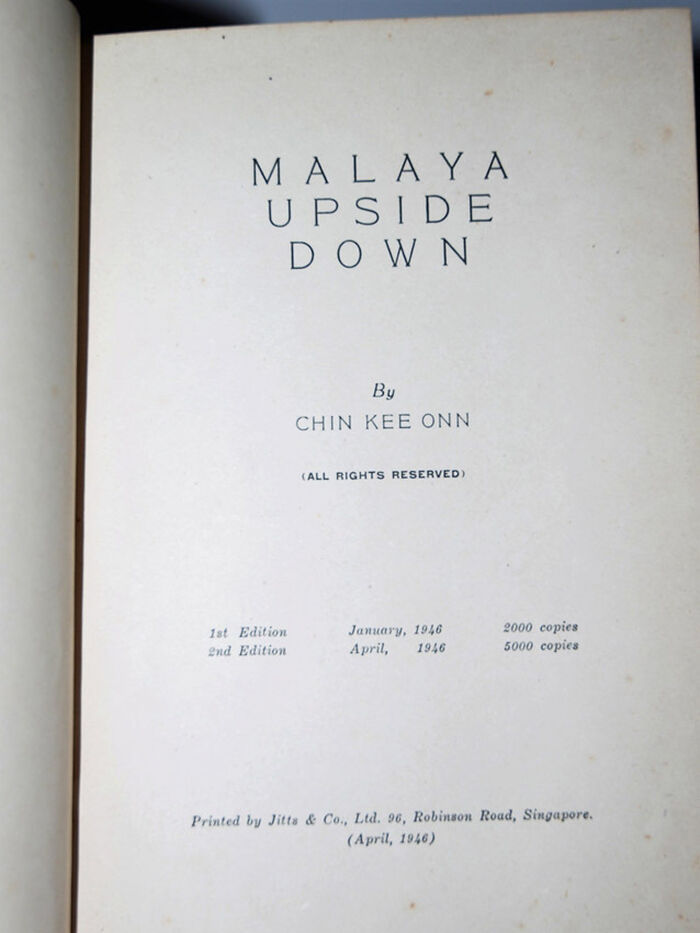 MALAYA
UPSIDE
DOWN
By
CHIN KEE ONN
(ALL RIGHTS RESERVED)
1st Edition January, 1946 2000 copies
2nd Edition April, 1946 5000 copies
Printed by Jitts & Co., Ltd. 96, Robinson Road, Singapore.
(April, 1946)